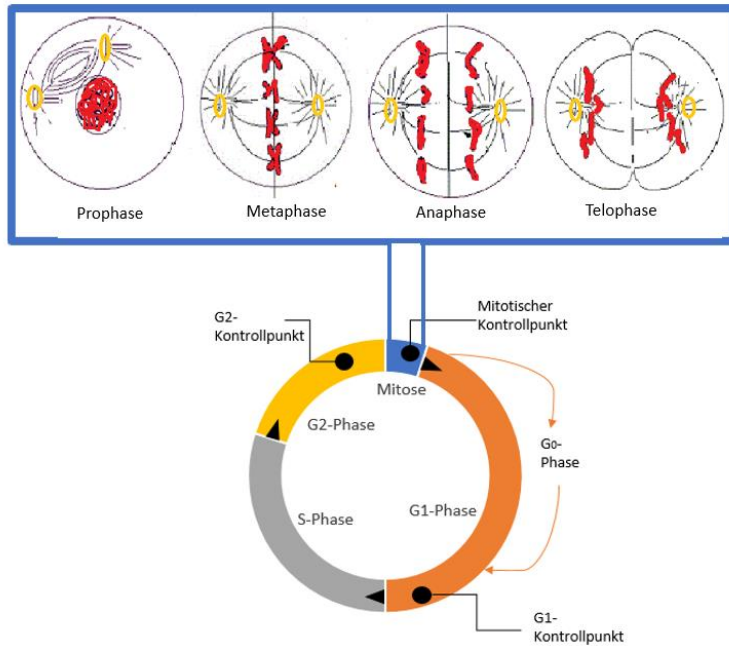 Prophase
Metaphase
Anaphase
Telophase
G2-
Kontrollpunkt
Mitotischer
Kontrollpunkt
Mitose
G2-Phase
G0-
Phase
S-Phase
G1-Phase
G1-
Kontrollpunkt